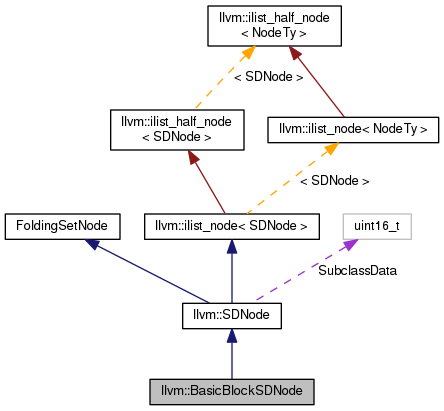 llvm::ilist_half_node
< NodeTy >
< SDNode >
llvm::ilist_half_node
< SDNode >
llvm::ilist_node< NodeTy >
< SDNode >
FoldingSetNode
llvm::ilist_node< SDNode >
uint16_t
SubclassData
llvm::SDNode
llvm::BasicBlockSDNode